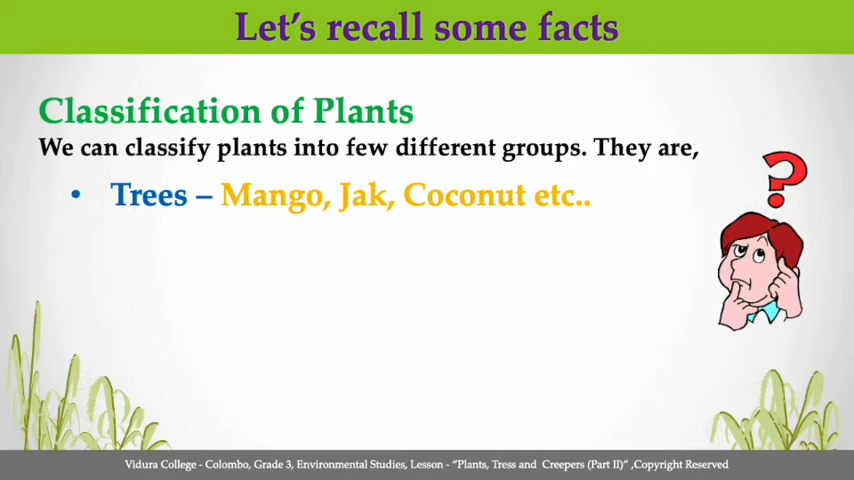 Let's recall some facts
Classification of Plants
We can classify plants into few different groups. They are,
• Trees – Mango, Jak, Coconut etc..
?
Vidura College - Colombo, Grade 3, Environmental Studies, Lesson - “Plants, Tress and Creepers (Part II)” ,Copyright Reserved